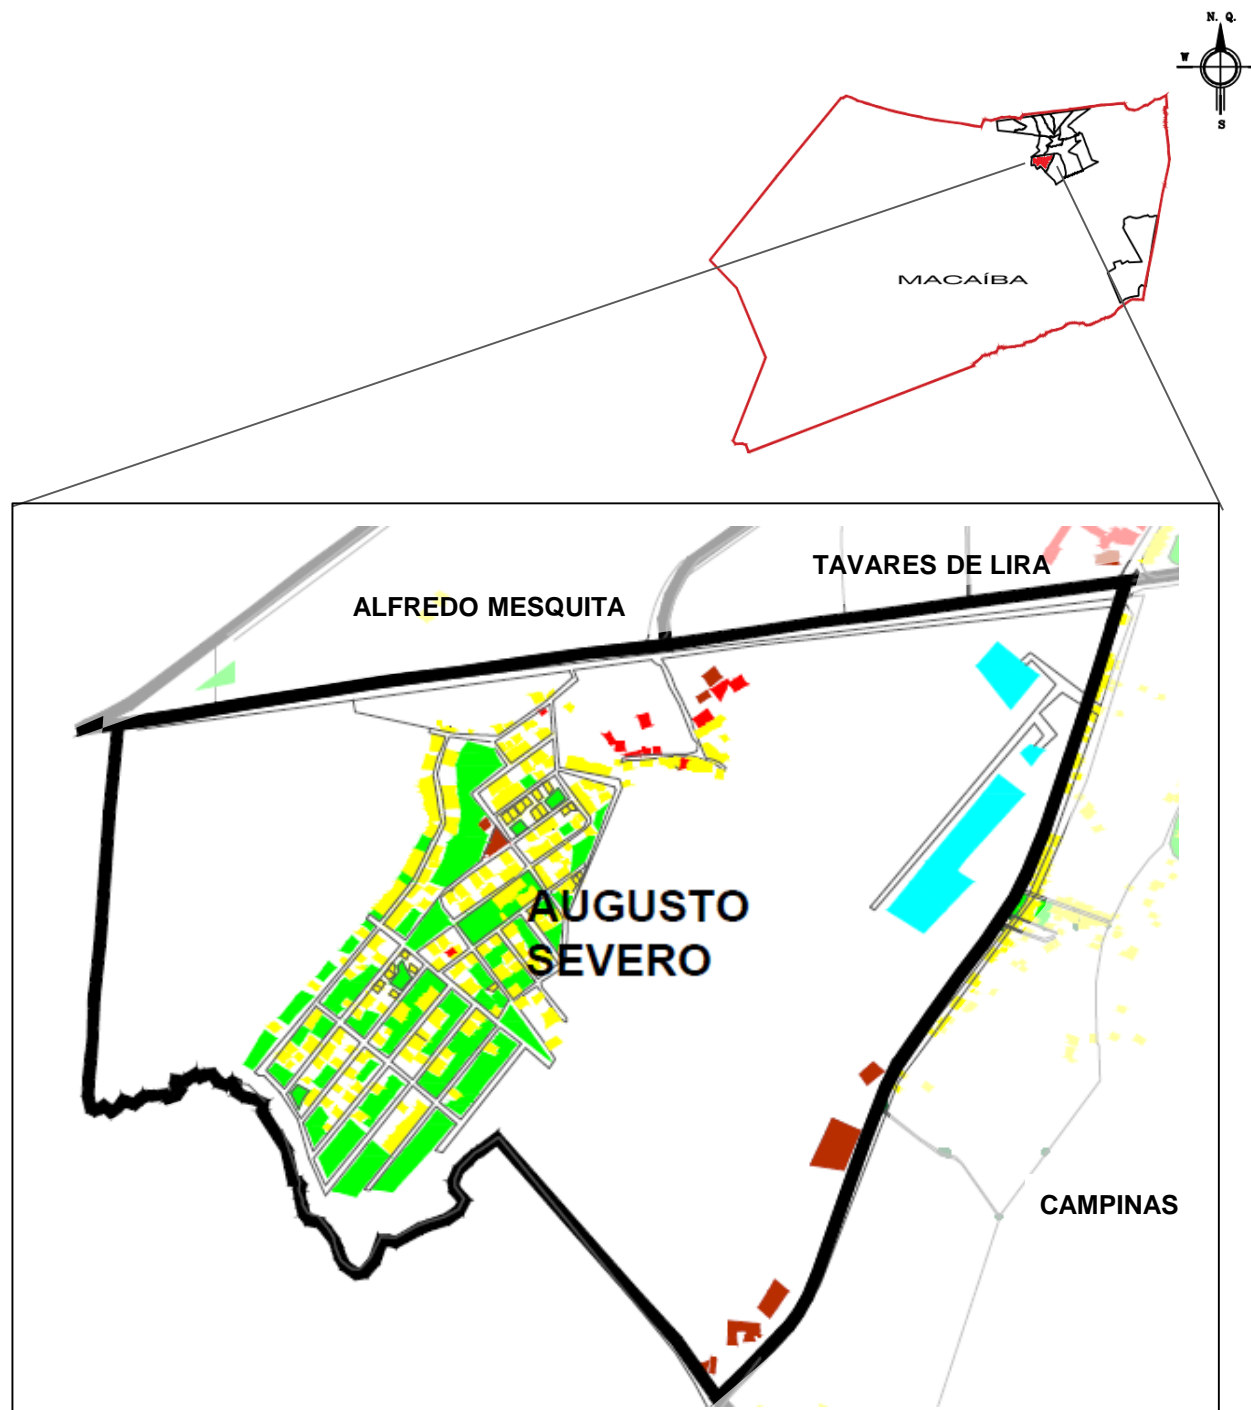 N. Q.
W
S
MACAÍBA
TAVARES DE LIRA
ALFREDO MESQUITA
AUGUSTO
SEVERO
CAMPINAS